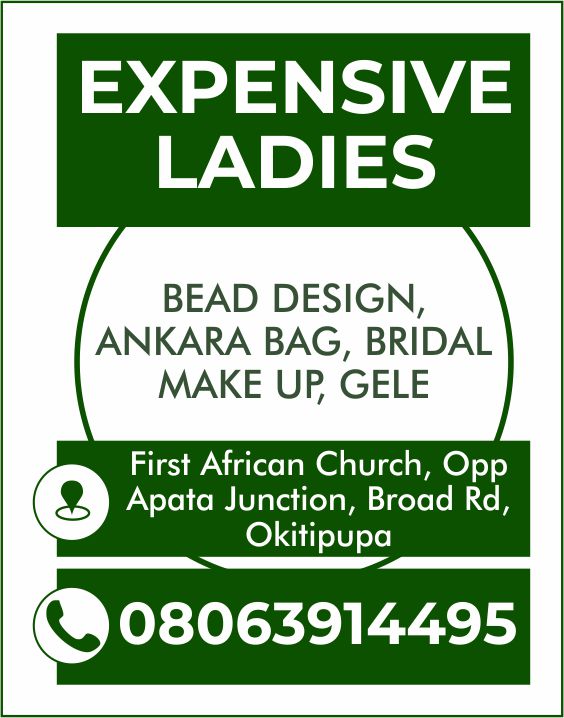 EXPENSIVE
LADIES
BEAD DESIGN,
ANKARA BAG, BRIDAL
MAKE UP, GELE
First African Church, Opp
Apata Junction, Broad Rd,
Okitipupa
08063914495